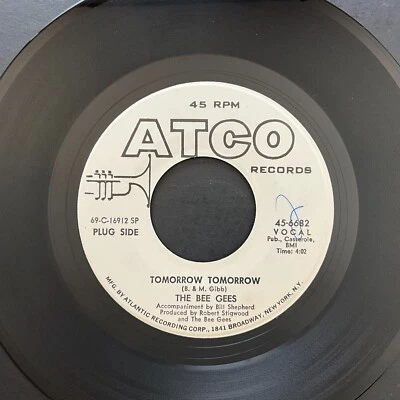 45 RPM
ATCO
RECORDS
69-C-16912 SP
PLUG SIDE
45-6682
VOCAL
Pub., Casserole,
BMI
Time: 4:02
TOMORROW TOMORROW
(B. & M. Gibb)
THE BEE GEES
Accompaniment by Bill Shepherd
Produced by Robert Stigwood
and The Bee Gees
MFG. BY ATLANTIC RECORDING CORP., 1841 BROADWAY, NEW YORK, N.Y.